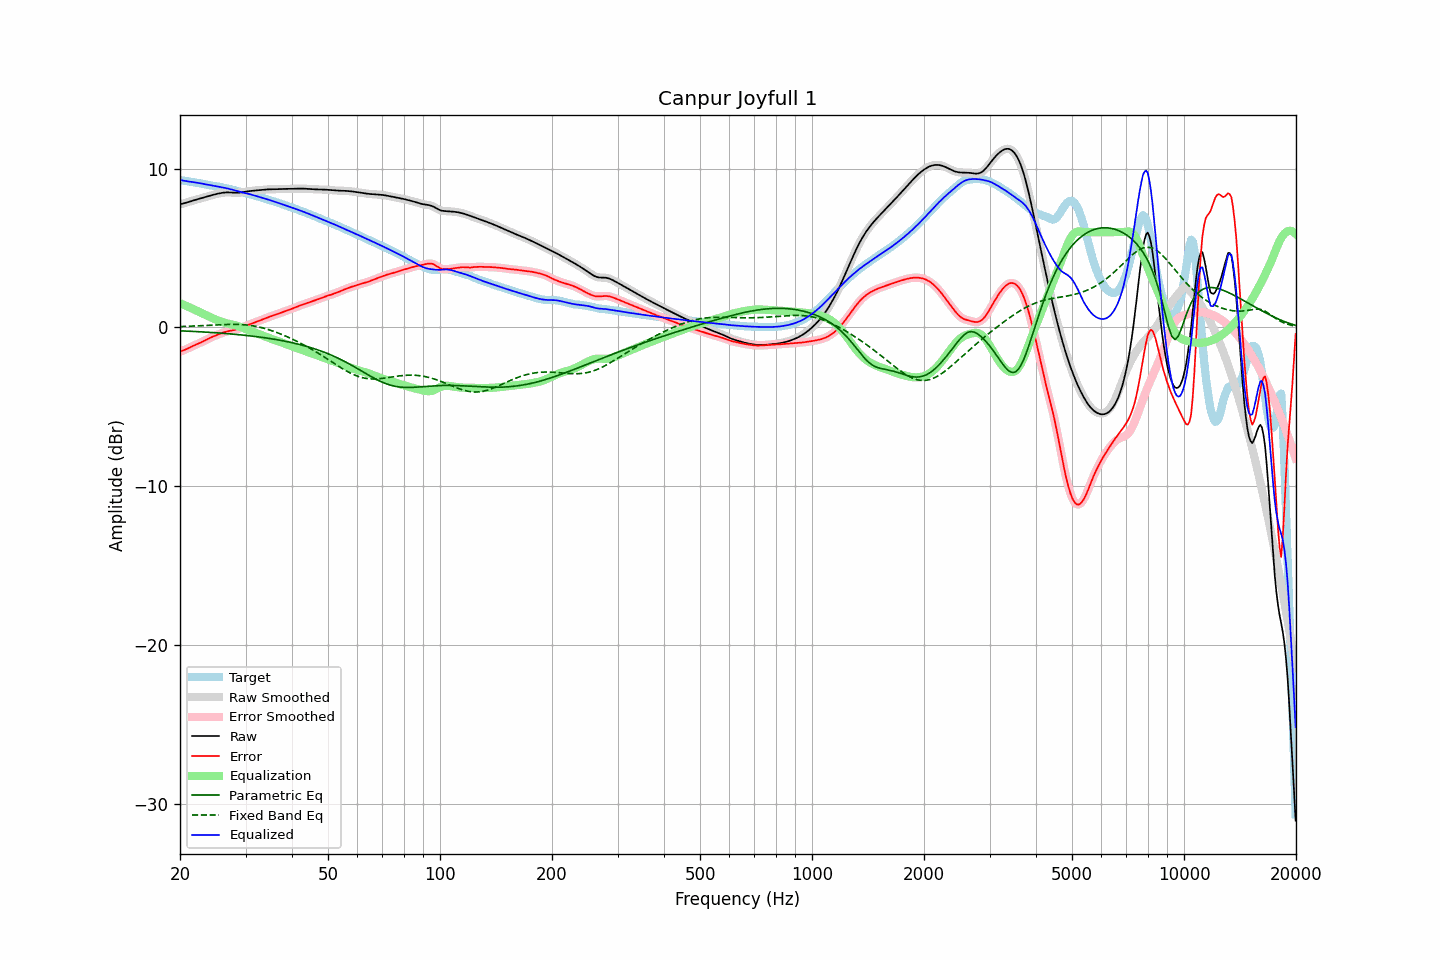 Canpur Joyfull 1
Amplitude (dBr)
10
0
−10
−20
−30
Target
Raw Smoothed
Error Smoothed
Raw
Error
Equalization
Parametric Eq
Fixed Band Eq
Equalized
20 50 100 200 500 1000 2000 5000 10000 20000
Frequency (Hz)